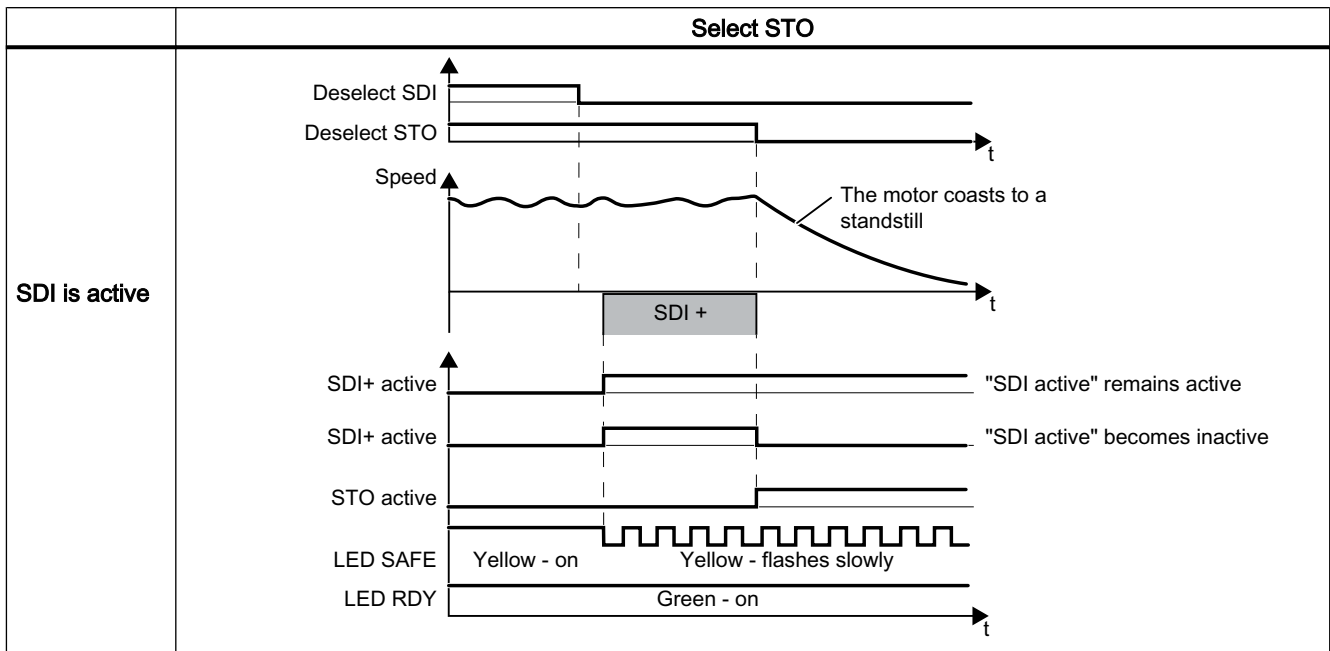 Select STO
SDI is active
Deselect SDI
Deselect STO
t
Speed
The motor coasts to a
standstill
t
SDI +
SDI+ active
"SDI active" remains active
SDI+ active
"SDI active" becomes inactive
STO active
LED SAFE
Yellow - on
Yellow - flashes slowly
LED RDY
Green - on
t